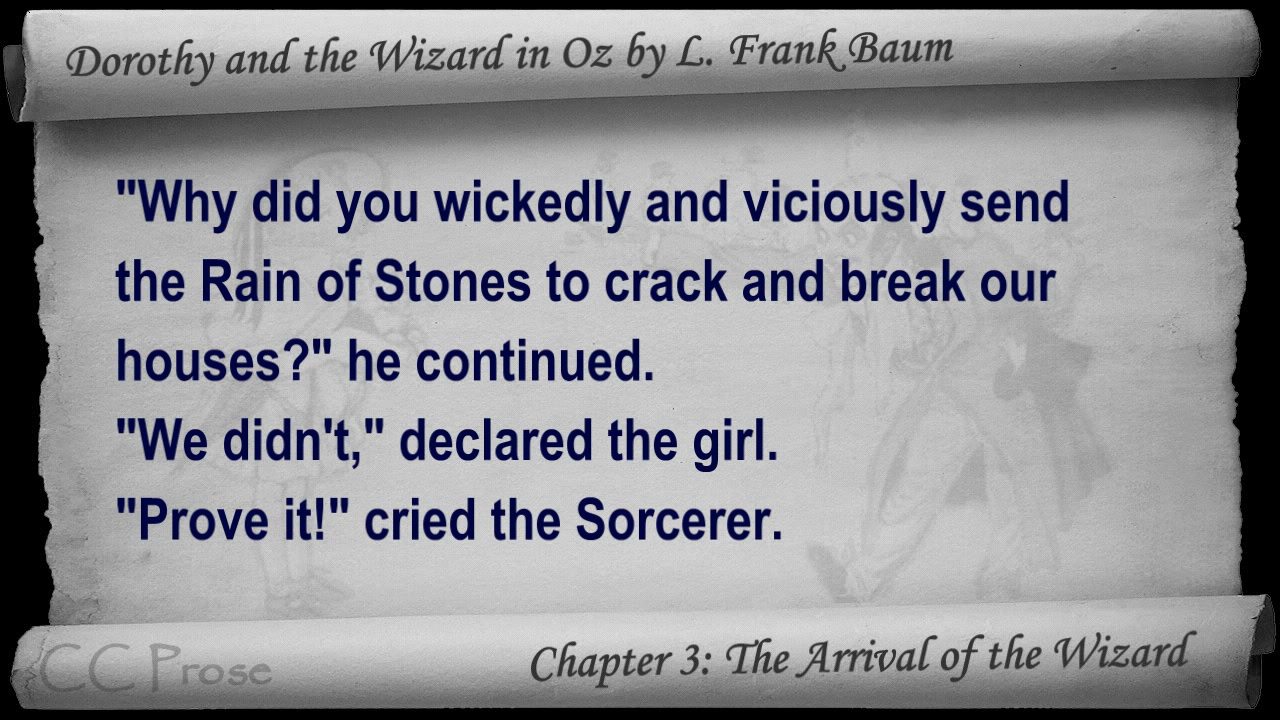 Dorothy and the Wizard in Oz by L. Frank Baum
"Why did you wickedly and viciously send
the Rain of Stones to crack and break our
houses?" he continued.
"We didn't," declared the girl.
"Prove it!" cried the Sorcerer.
CC Prose
Chapter 3: The Arrival of the Wizard